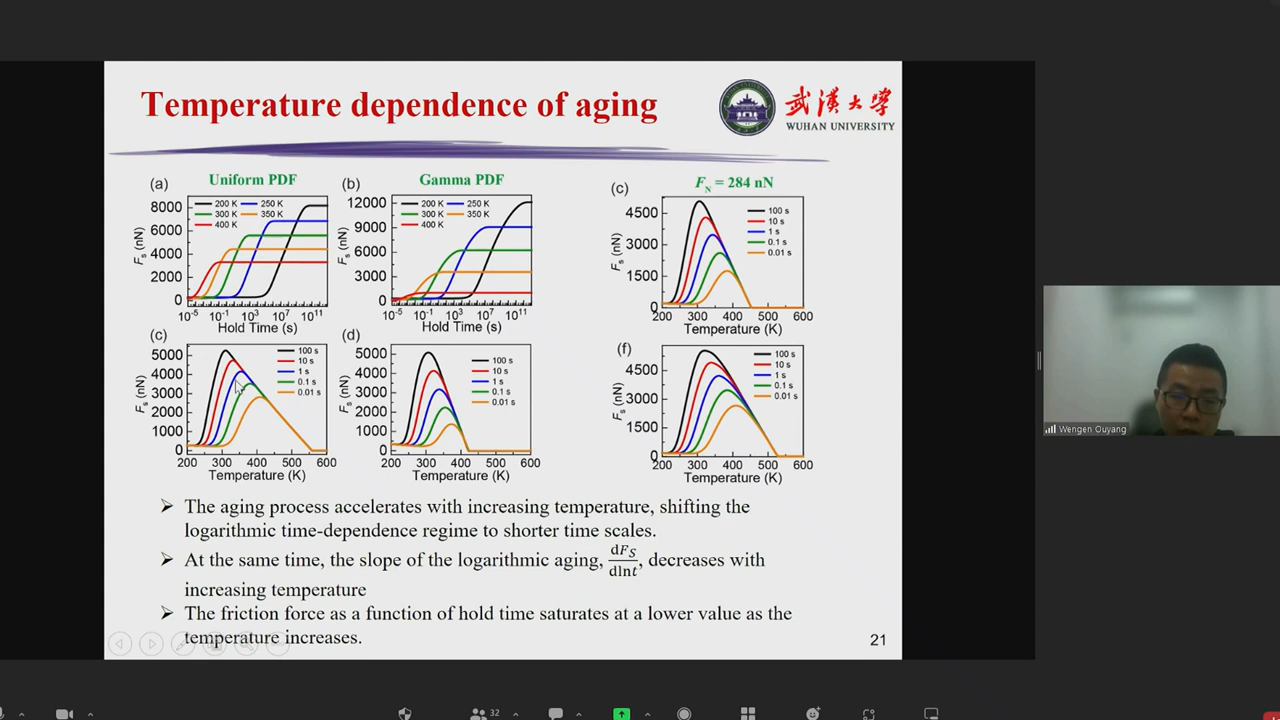 Temperature dependence of aging
武漢大學
WUHAN UNIVERSITY
(a)
Uniform PDF
8000
6000
4000
2000
0
Fs (nN)
200 K
250 K
300 K
350 K
400 K
10-5 10-1 103 107 1011
Hold Time (s)
(b)
Gamma PDF
12000
9000
6000
3000
0
Fs (nN)
200 K
250 K
300 K
350 K
400 K
10-5 10-1 103 107 1011
Hold Time (s)
(c)
FN = 284 nN
4500
3000
1500
0
Fs (nN)
100 s
10 s
1 s
0.1 s
0.01 s
200 300 400 500 600
Temperature (K)
(c)
5000
4000
3000
2000
1000
0
Fs (nN)
100 s
10 s
1 s
0.1 s
0.01 s
200 300 400 500 600
Temperature (K)
(d)
5000
4000
3000
2000
1000
0
Fs (nN)
100 s
10 s
1 s
0.1 s
0.01 s
200 300 400 500 600
Temperature (K)
(f)
4500
3000
1500
0
Fs (nN)
100 s
10 s
1 s
0.1 s
0.01 s
200 300 400 500 600
Temperature (K)
➢ The aging process accelerates with increasing temperature, shifting the
logarithmic time-dependence regime to shorter time scales.
➢ At the same time, the slope of the logarithmic aging, dFS/dlnt, decreases with
increasing temperature
➢ The friction force as a function of hold time saturates at a lower value as the
temperature increases.
21
Wengen Ouyang
32